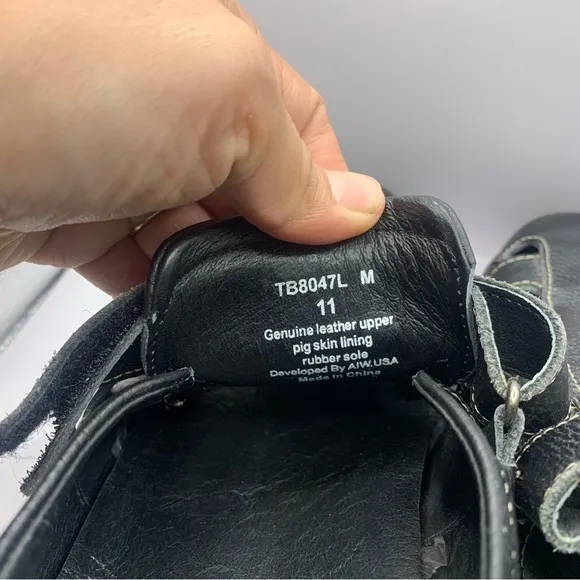 TB8047L M
11
Genuine leather upper
pig skin lining
rubber sole
Developed By AIW.USA
Made in China